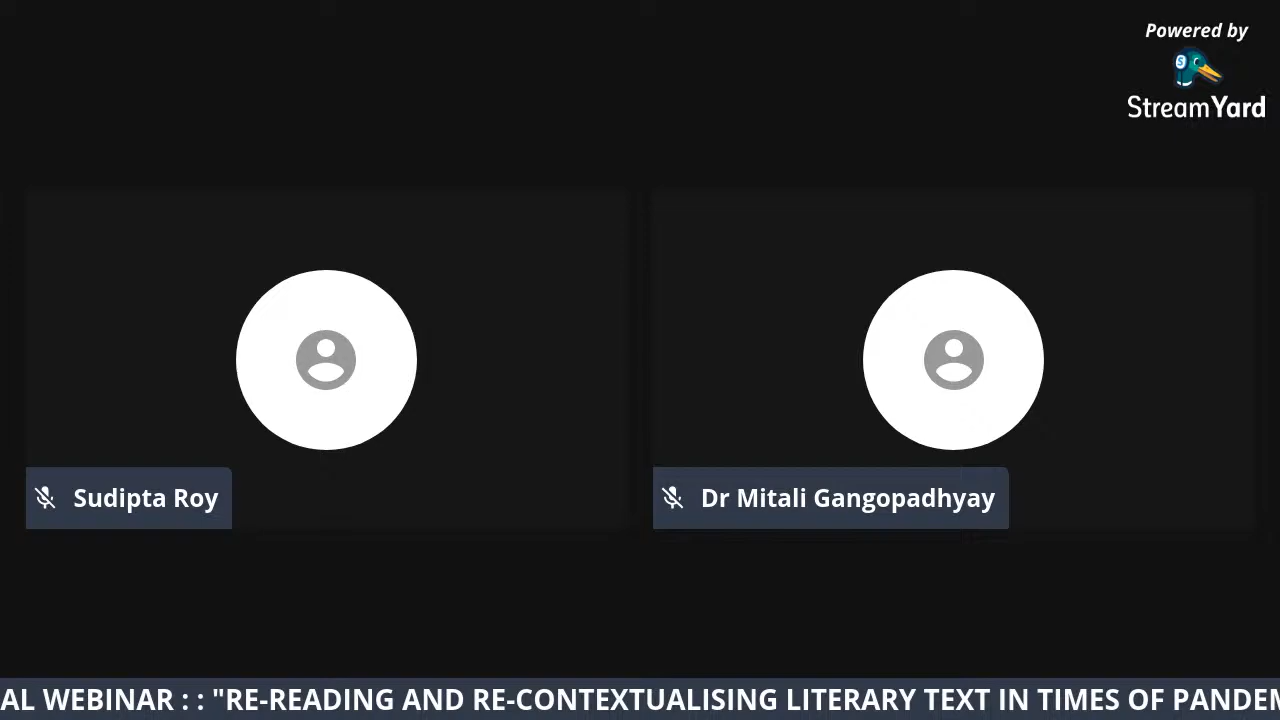 Powered by
StreamYard
Sudipta Roy
Dr Mitali Gangopadhyay
AL WEBINAR : : "RE-READING AND RE-CONTEXTUALISING LITERARY TEXT IN TIMES OF PANDEM